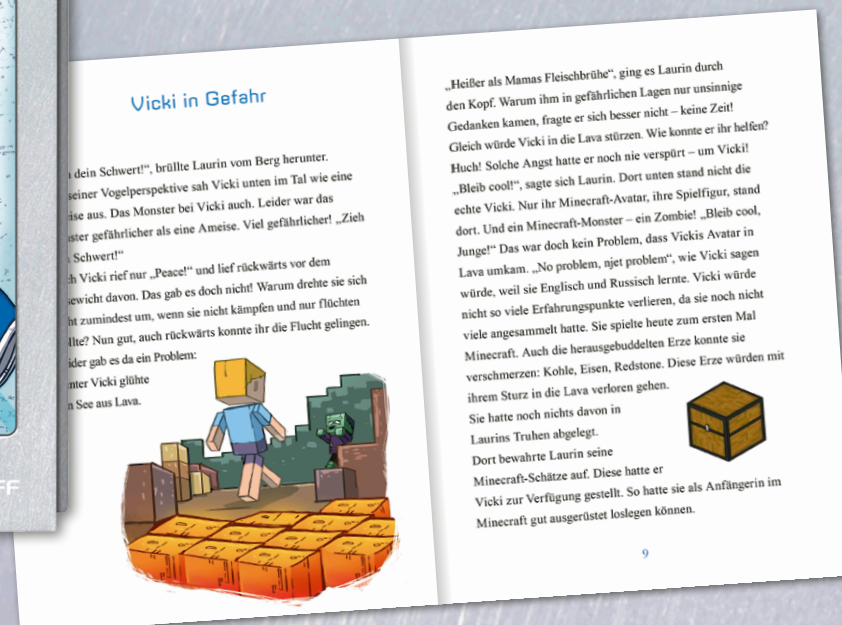 FF
Vicki in Gefahr
dein Schwert!“, brüllte Laurin vom Berg herunter.
seiner Vogelperspektive sah Vicki unten im Tal wie eine
aus. Das Monster bei Vicki auch. Leider war das
gefährlicher als eine Ameise. Viel gefährlicher! „Zieh
Schwert!“
Vicki rief nur „Peace!“ und lief rückwärts vor dem
davon. Das gab es doch nicht! Warum drehte sie sich
zumindest um, wenn sie nicht kämpfen und nur flüchten
Nun gut, auch rückwärts konnte ihr die Flucht gelingen.
gab es da ein Problem:
Vicki glühte
See aus Lava.
„Heißer als Mamas Fleischbrühe“, ging es Laurin durch
den Kopf. Warum ihm in gefährlichen Lagen nur unsinnige
Gedanken kamen, fragte er sich besser nicht – keine Zeit!
Gleich würde Vicki in die Lava stürzen. Wie konnte er ihr helfen?
Huch! Solche Angst hatte er noch nie verspürt – um Vicki!
„Bleib cool!“, sagte sich Laurin. Dort unten stand nicht die
echte Vicki. Nur ihr Minecraft-Avatar, ihre Spielfigur, stand
dort. Und ein Minecraft-Monster – ein Zombie! „Bleib cool,
Junge!“ Das war doch kein Problem, dass Vickis Avatar in
Lava umkam. „No problem, njet problem“, wie Vicki sagen
würde, weil sie Englisch und Russisch lernte. Vicki würde
nicht so viele Erfahrungspunkte verlieren, da sie noch nicht
viele angesammelt hatte. Sie spielte heute zum ersten Mal
Minecraft. Auch die herausgebuddelten Erze konnte sie
verschmerzen: Kohle, Eisen, Redstone. Diese Erze würden mit
ihrem Sturz in die Lava verloren gehen.
Sie hatte noch nichts davon in
Laurins Truhen abgelegt.
Dort bewahrte Laurin seine
Minecraft-Schätze auf. Diese hatte er
Vicki zur Verfügung gestellt. So hatte sie als Anfängerin im
Minecraft gut ausgerüstet loslegen können.
9